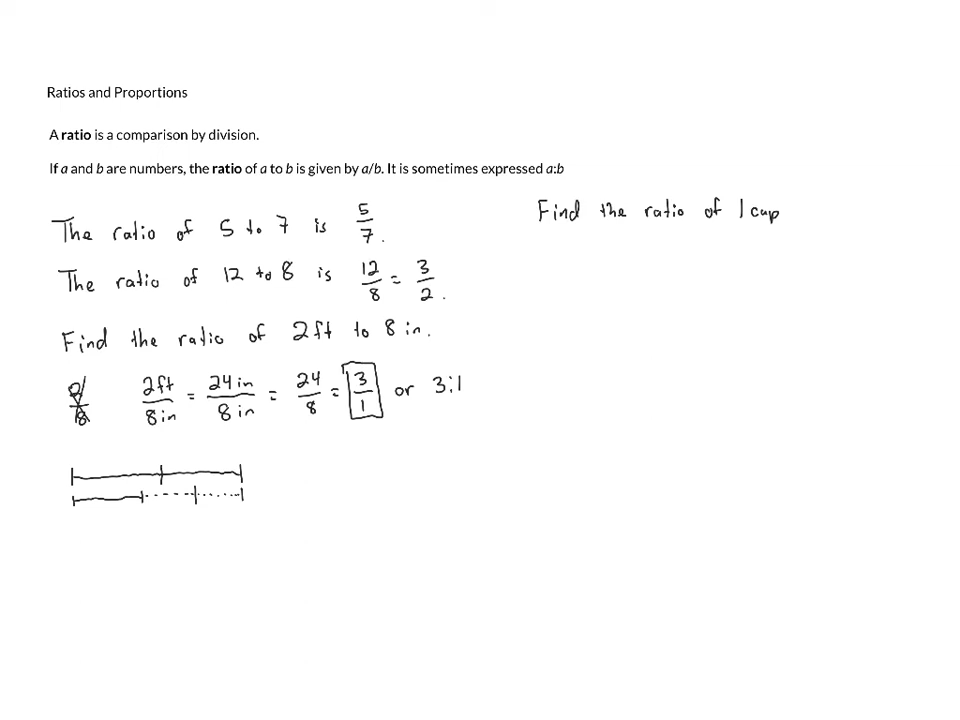 Ratios and Proportions
A ratio is a comparison by division.
If a and b are numbers, the ratio of a to b is given by a/b. It is sometimes expressed a:b
The ratio of 5 to 7 is 5/7.
The ratio of 12 to 8 is 12/8 = 3/2.
Find the ratio of 2ft to 8 in.
2/8 2ft/8in = 24in/8in = 24/8 = 3/1 or 3:1
Find the ratio of 1 cup